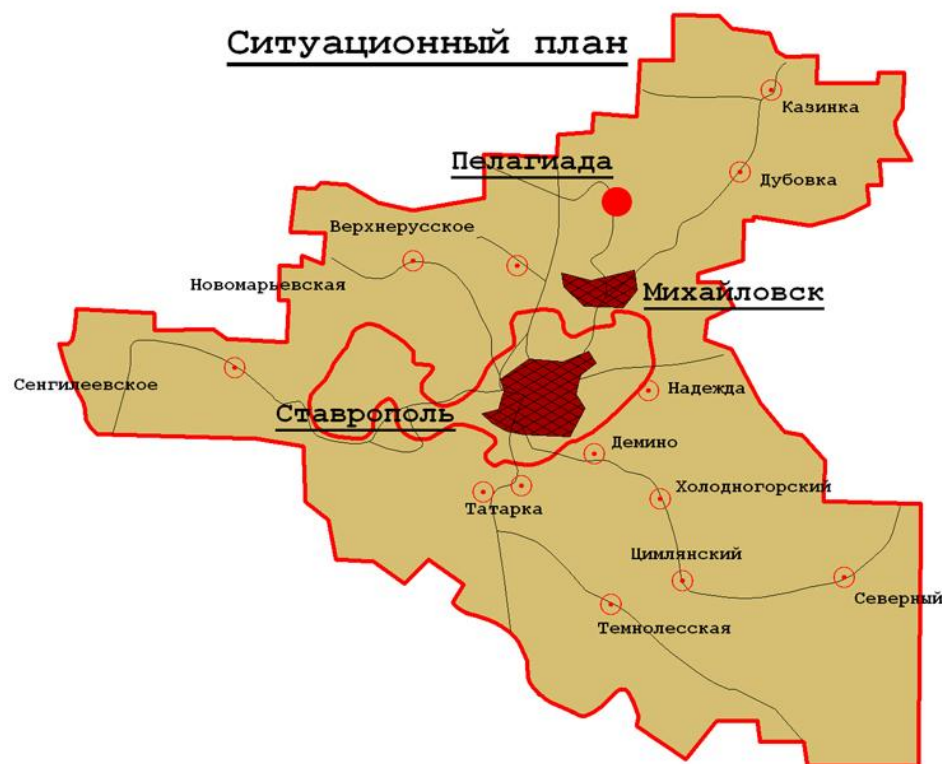 Ситуационный план
Казинка
Пелагиада
Дубовка
Верхнерусское
Новомарьевская
Михайловск
Сенгилеевское
Надежда
Ставрополь
Демино
Холодногорский
Татарка
Цимлянский
Северный
Темнолесская